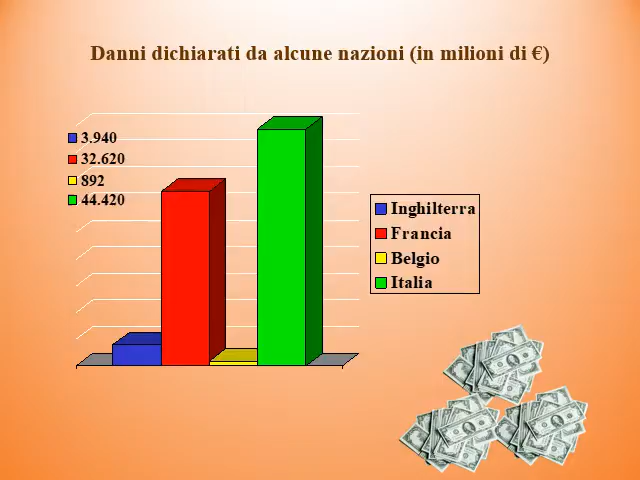 Danni dichiarati da alcune nazioni (in milioni di €)
3.940
32.620
892
44.420
Inghilterra
Francia
Belgio
Italia